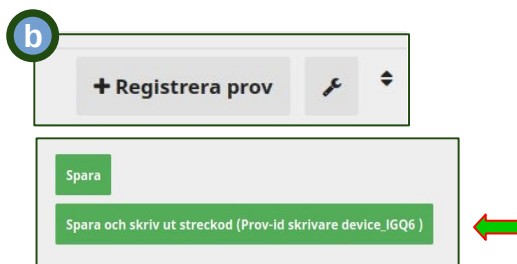 b
+ Registrera prov
Spara
Spara och skriv ut streckod (Prov-id skrivare device_IGQ6 )